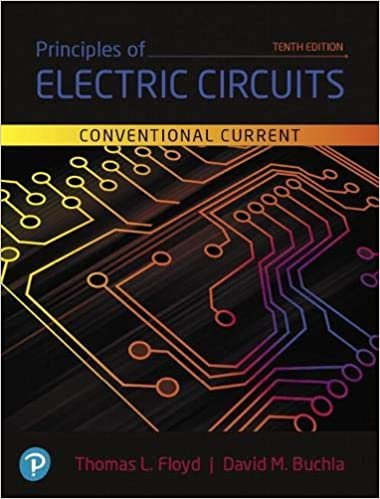 Principles of
TENTH EDITION
ELECTRIC CIRCUITS
CONVENTIONAL CURRENT
P
Thomas L. Floyd | David M. Buchla